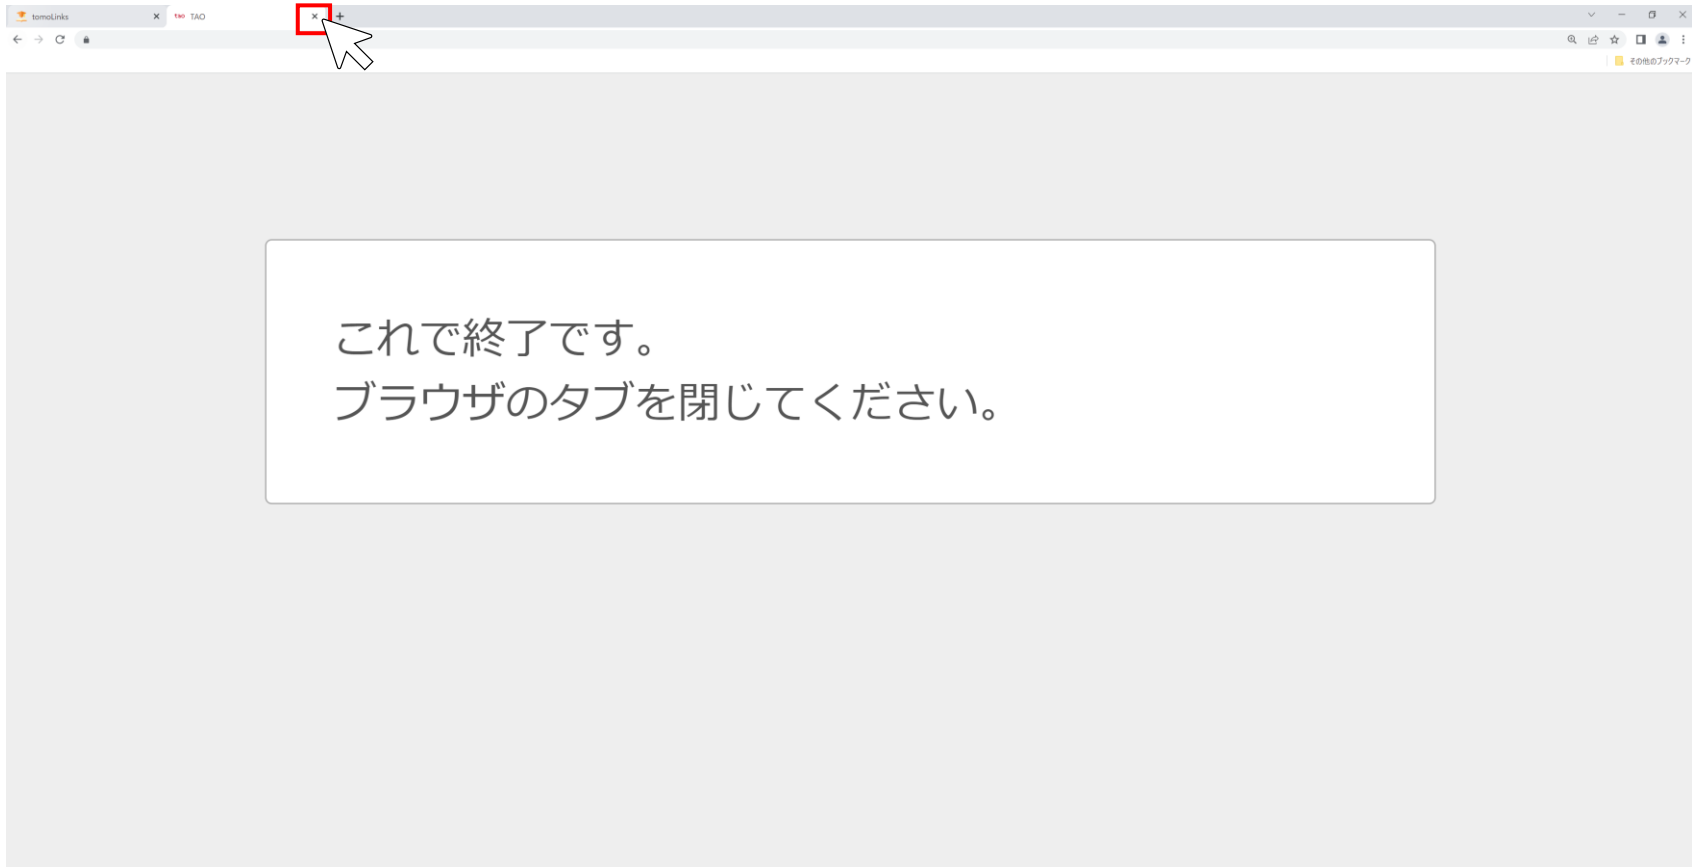 tomoLinks
tao TAO
その他のブックマーク
これで終了です。
ブラウザのタブを閉じてください。